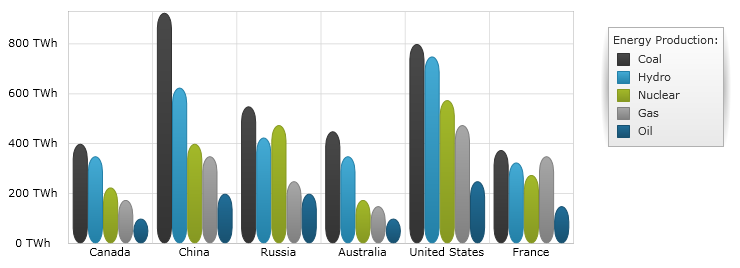 800 TWh
600 TWh
400 TWh
200 TWh
0 TWh
Canada China Russia Australia United States France
Energy Production:
Coal
Hydro
Nuclear
Gas
Oil